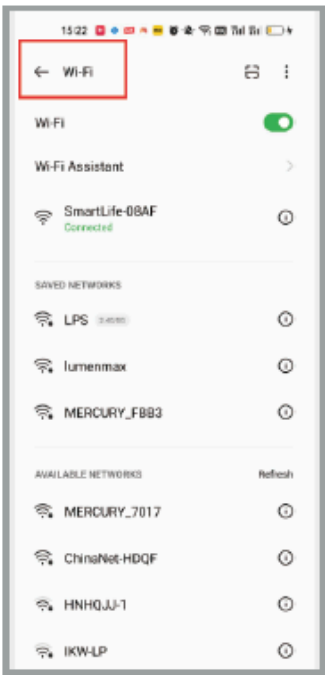 15:22
Wi-Fi
Wi-Fi
Wi-Fi Assistant
SmartLife-08AF
Connected
SAVED NETWORKS
LPS
lumenmax
MERCURY_FBB3
AVAILABLE NETWORKS Refresh
MERCURY_7017
ChinaNet-HDQF
HNHQJJ-1
IKW-LP